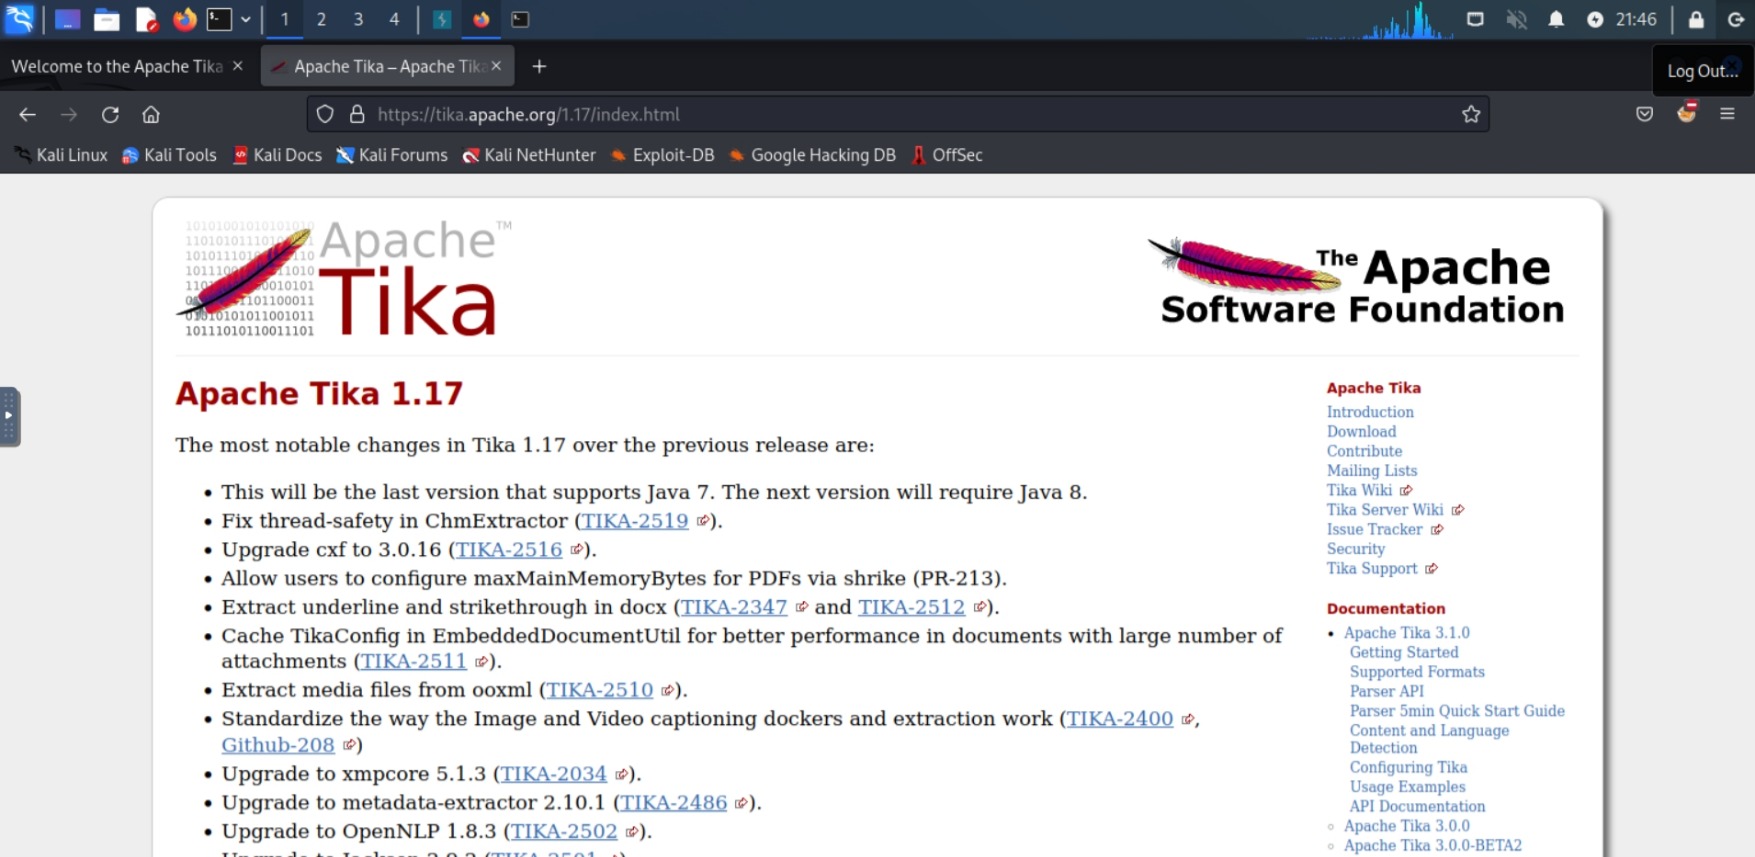 1 2 3 4 21:46
Welcome to the Apache Tika Apache Tika – Apache Tika
Log Out...
https://tika.apache.org/1.17/index.html
Kali Linux Kali Tools Kali Docs Kali Forums Kali NetHunter Exploit-DB Google Hacking DB OffSec
Apache™
Tika
The Apache
Software Foundation
Apache Tika 1.17
The most notable changes in Tika 1.17 over the previous release are:
• This will be the last version that supports Java 7. The next version will require Java 8.
• Fix thread-safety in ChmExtractor (TIKA-2519).
• Upgrade cxf to 3.0.16 (TIKA-2516).
• Allow users to configure maxMainMemoryBytes for PDFs via shrike (PR-213).
• Extract underline and strikethrough in docx (TIKA-2347 and TIKA-2512).
• Cache TikaConfig in EmbeddedDocumentUtil for better performance in documents with large number of
attachments (TIKA-2511).
• Extract media files from ooxml (TIKA-2510).
• Standardize the way the Image and Video captioning dockers and extraction work (TIKA-2400,
Github-208)
• Upgrade to xmpcore 5.1.3 (TIKA-2034).
• Upgrade to metadata-extractor 2.10.1 (TIKA-2486).
• Upgrade to OpenNLP 1.8.3 (TIKA-2502).
Apache Tika
Introduction
Download
Contribute
Mailing Lists
Tika Wiki
Tika Server Wiki
Issue Tracker
Security
Tika Support
Documentation
• Apache Tika 3.1.0
Getting Started
Supported Formats
Parser API
Parser 5min Quick Start Guide
Content and Language
Detection
Configuring Tika
Usage Examples
API Documentation
◦ Apache Tika 3.0.0
◦ Apache Tika 3.0.0-BETA2